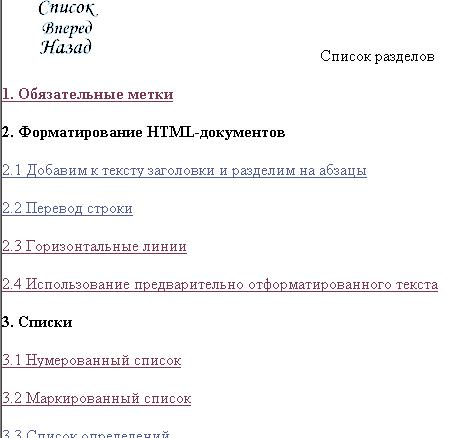 Список
Вперед
Назад
Список разделов
1. Обязательные метки
2. Форматирование HTML-документов
2.1 Добавим к тексту заголовки и разделим на абзацы
2.2 Перевод строки
2.3 Горизонтальные линии
2.4 Использование предварительно отформатированного текста
3. Списки
3.1 Нумерованный список
3.2 Маркированный список
3.3 Список определений